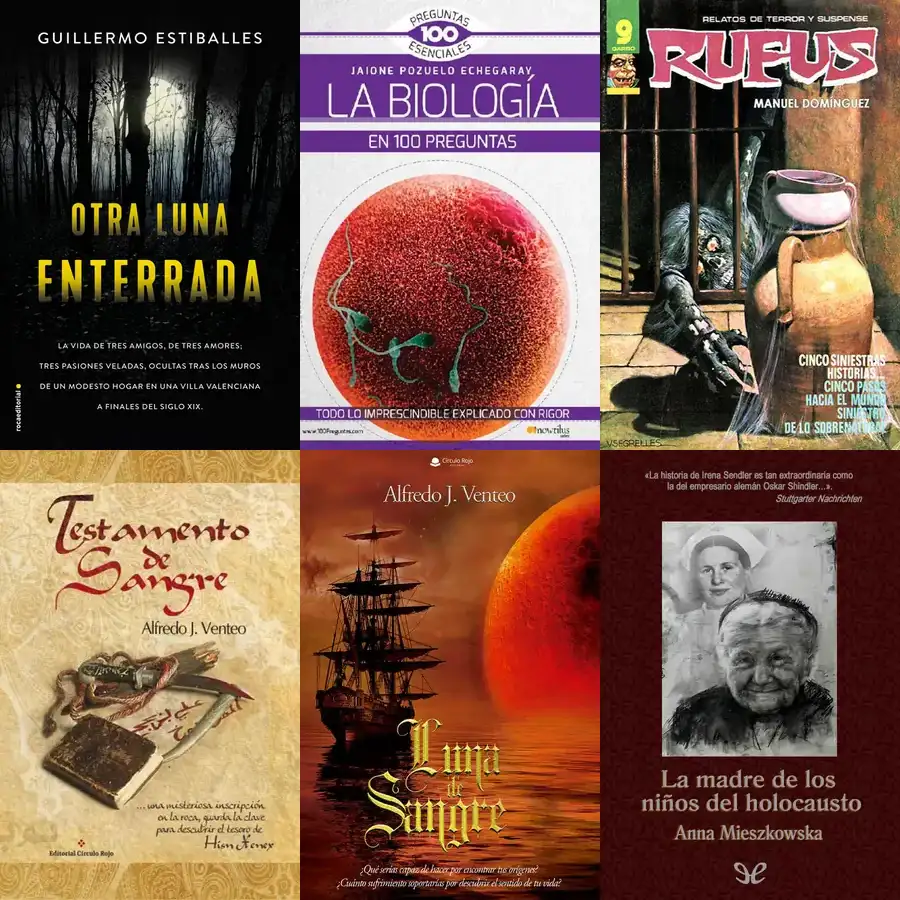 GUILLERMO ESTIBALLES
OTRA LUNA
ENTERRADA
LA VIDA DE TRES AMIGOS, DE TRES AMORES;
TRES PASIONES VELADAS, OCULTAS TRAS LOS MUROS
DE UN MODESTO HOGAR EN UNA VILLA VALENCIANA
A FINALES DEL SIGLO XIX.
rocaeditorial
PREGUNTAS
100
ESENCIALES
JAIONE POZUELO ECHEGARAY
LA BIOLOGÍA
EN 100 PREGUNTAS
TODO LO IMPRESCINDIBLE EXPLICADO CON RIGOR
www.100Preguntas.com
nowtilus
RELATOS DE TERROR Y SUSPENSE
9
RUFUS
MANUEL DOMÍNGUEZ
CINCO SINIESTRAS
HISTORIAS...
CINCO PASOS
HACIA EL MUNDO
SINIESTRO
DE LO SOBRENATURAL
V.SEGRELLES
Testamento
de
Sangre
Alfredo J. Venteo
...una misteriosa inscripción
en la roca, guarda la clave
para descubrir el tesoro de
Hisn Xenex
Editorial Círculo Rojo
Círculo Rojo
Alfredo J. Venteo
Luna
de
Sangre
¿Qué serías capaz de hacer por encontrar tus orígenes?
¿Cuánto sufrimiento soportarías por descubrir el sentido de tu vida?
«La historia de Irena Sendler es tan extraordinaria como
la del empresario alemán Oskar Shindler...».
Stuttgarter Nachrichten
La madre de los
niños del holocausto
Anna Mieszkowska